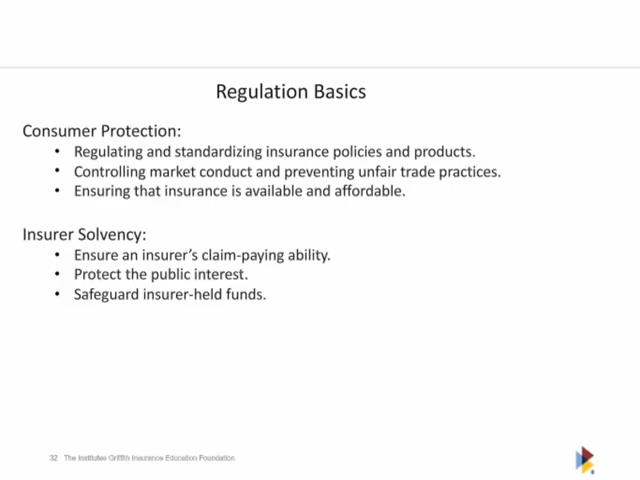 Regulation Basics
Consumer Protection:
• Regulating and standardizing insurance policies and products.
• Controlling market conduct and preventing unfair trade practices.
• Ensuring that insurance is available and affordable.
Insurer Solvency:
• Ensure an insurer’s claim-paying ability.
• Protect the public interest.
• Safeguard insurer-held funds.
32 The Institutes Griffith Insurance Education Foundation